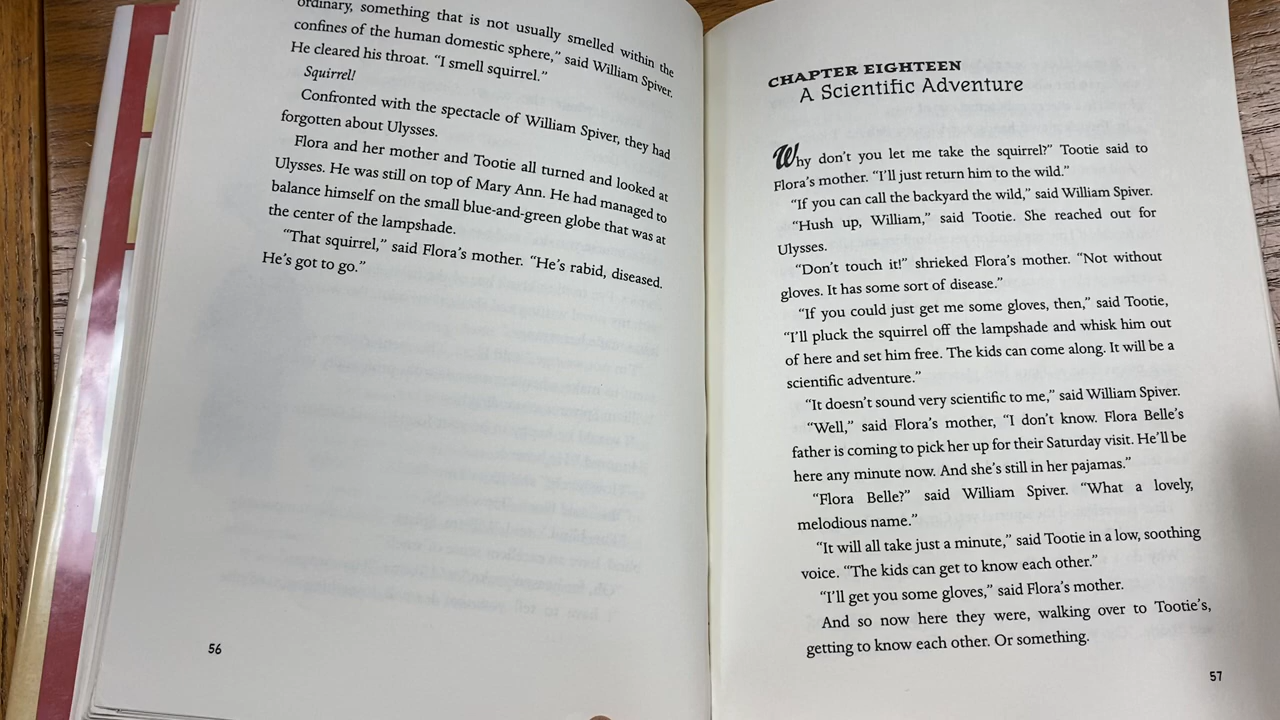 ordinary, something that is not usually smelled within the
confines of the human domestic sphere,” said William Spiver.
He cleared his throat. “I smell squirrel.”
Squirrel!
Confronted with the spectacle of William Spiver, they had
forgotten about Ulysses.
Flora and her mother and Tootie all turned and looked at
Ulysses. He was still on top of Mary Ann. He had managed to
balance himself on the small blue-and-green globe that was at
the center of the lampshade.
“That squirrel,” said Flora’s mother. “He’s rabid, diseased.
He’s got to go.”
56
CHAPTER EIGHTEEN
A Scientific Adventure
Why don’t you let me take the squirrel?” Tootie said to
Flora’s mother. “I’ll just return him to the wild.”
“If you can call the backyard the wild,” said William Spiver.
“Hush up, William,” said Tootie. She reached out for
Ulysses.
“Don’t touch it!” shrieked Flora’s mother. “Not without
gloves. It has some sort of disease.”
“If you could just get me some gloves, then,” said Tootie,
“I’ll pluck the squirrel off the lampshade and whisk him out
of here and set him free. The kids can come along. It will be a
scientific adventure.”
“It doesn’t sound very scientific to me,” said William Spiver.
“Well,” said Flora’s mother, “I don’t know. Flora Belle’s
father is coming to pick her up for their Saturday visit. He’ll be
here any minute now. And she’s still in her pajamas.”
“Flora Belle?” said William Spiver. “What a lovely,
melodious name.”
“It will all take just a minute,” said Tootie in a low, soothing
voice. “The kids can get to know each other.”
“I’ll get you some gloves,” said Flora’s mother.
And so now here they were, walking over to Tootie’s,
getting to know each other. Or something.
57